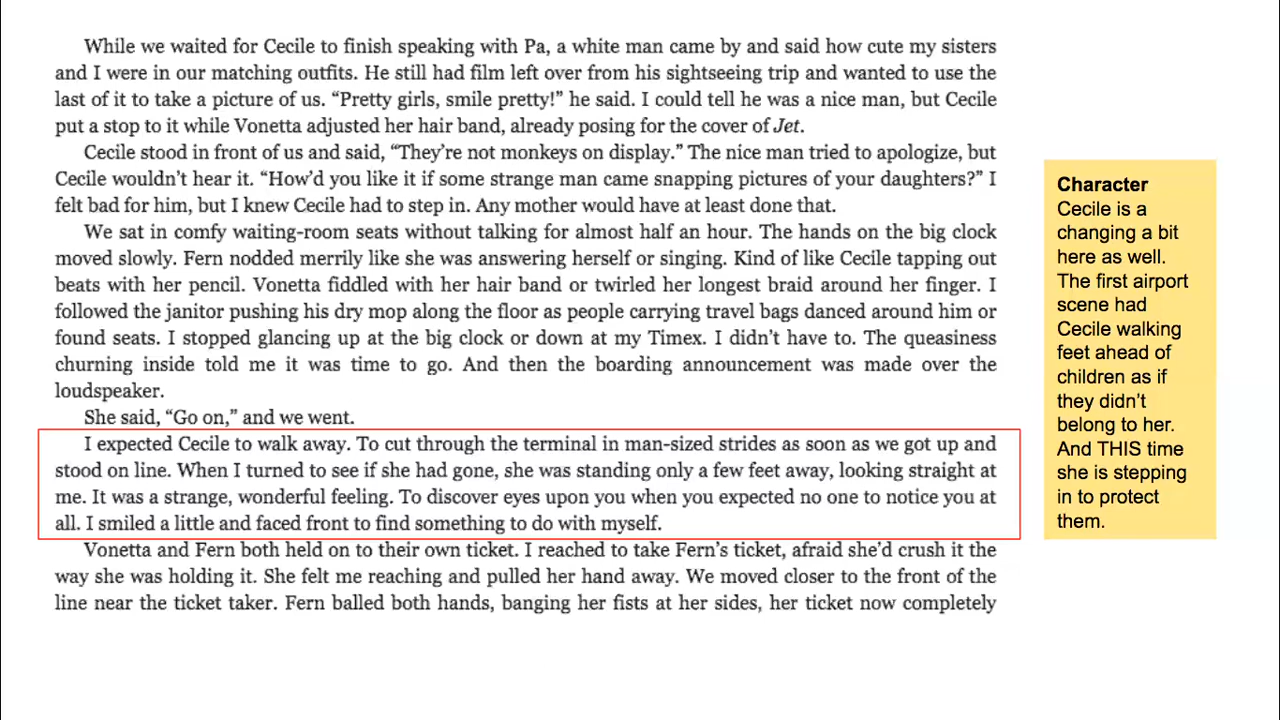 While we waited for Cecile to finish speaking with Pa, a white man came by and said how cute my sisters
and I were in our matching outfits. He still had film left over from his sightseeing trip and wanted to use the
last of it to take a picture of us. “Pretty girls, smile pretty!” he said. I could tell he was a nice man, but Cecile
put a stop to it while Vonetta adjusted her hair band, already posing for the cover of Jet.
Cecile stood in front of us and said, “They’re not monkeys on display.” The nice man tried to apologize, but
Cecile wouldn’t hear it. “How’d you like it if some strange man came snapping pictures of your daughters?” I
felt bad for him, but I knew Cecile had to step in. Any mother would have at least done that.
We sat in comfy waiting-room seats without talking for almost half an hour. The hands on the big clock
moved slowly. Fern nodded merrily like she was answering herself or singing. Kind of like Cecile tapping out
beats with her pencil. Vonetta fiddled with her hair band or twirled her longest braid around her finger. I
followed the janitor pushing his dry mop along the floor as people carrying travel bags danced around him or
found seats. I stopped glancing up at the big clock or down at my Timex. I didn’t have to. The queasiness
churning inside told me it was time to go. And then the boarding announcement was made over the
loudspeaker.
She said, “Go on,” and we went.
I expected Cecile to walk away. To cut through the terminal in man-sized strides as soon as we got up and
stood on line. When I turned to see if she had gone, she was standing only a few feet away, looking straight at
me. It was a strange, wonderful feeling. To discover eyes upon you when you expected no one to notice you at
all. I smiled a little and faced front to find something to do with myself.
Vonetta and Fern both held on to their own ticket. I reached to take Fern’s ticket, afraid she’d crush it the
way she was holding it. She felt me reaching and pulled her hand away. We moved closer to the front of the
line near the ticket taker. Fern balled both hands, banging her fists at her sides, her ticket now completely
Character
Cecile is a
changing a bit
here as well.
The first airport
scene had
Cecile walking
feet ahead of
children as if
they didn’t
belong to her.
And THIS time
she is stepping
in to protect
them.